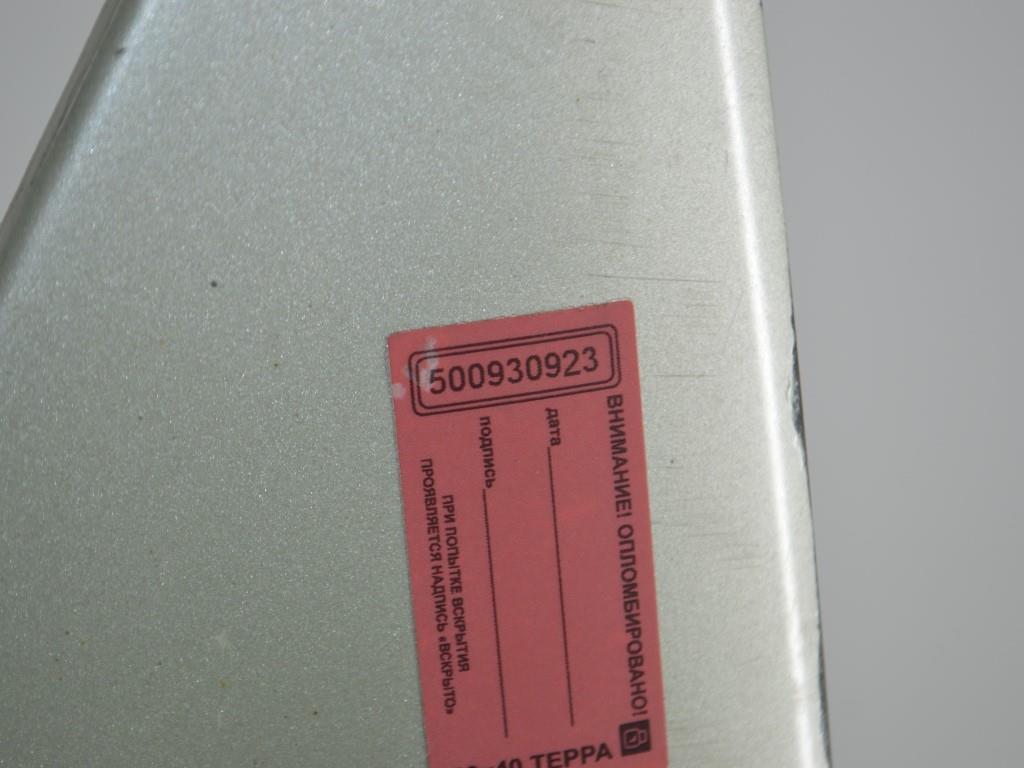 500930923
ВНИМАНИЕ! ОПЛОМБИРОВАНО!
дата
подпись
ПРИ ПОПЫТКЕ ВСКРЫТИЯ
ПРОЯВЛЯЕТСЯ НАДПИСЬ «ВСКРЫТО»
ТЕРРА